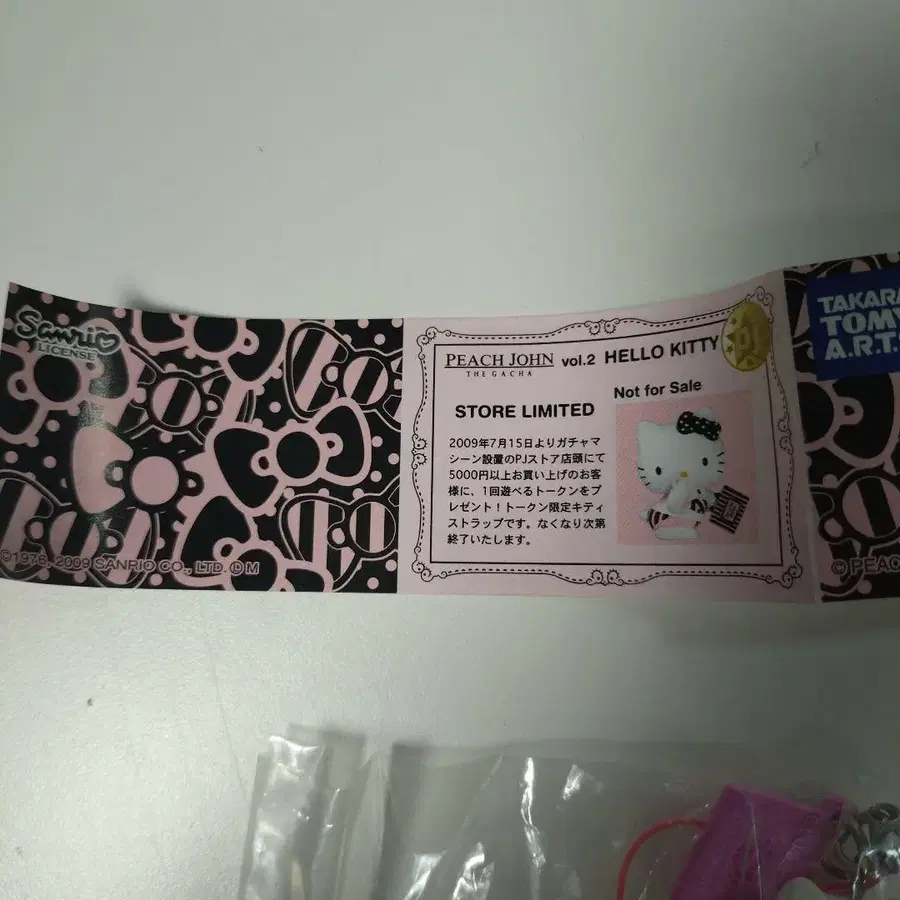 Sanrio
LICENSE
©1976, 2009 SANRIO CO., LTD. Ⓓ M
PEACH JOHN vol.2 HELLO KITTY
THE GACHA
Not for Sale
STORE LIMITED
2009年7月15日よりガチャマ
シーン設置のPJストア店頭にて
5000円以上お買い上げのお客
様に、1回遊べるトークンをプ
レゼント！トークン限定キティ
ストラップです。なくなり次第
終了いたします。
TAKARA
TOMY
A.R.T.S
© PEAC